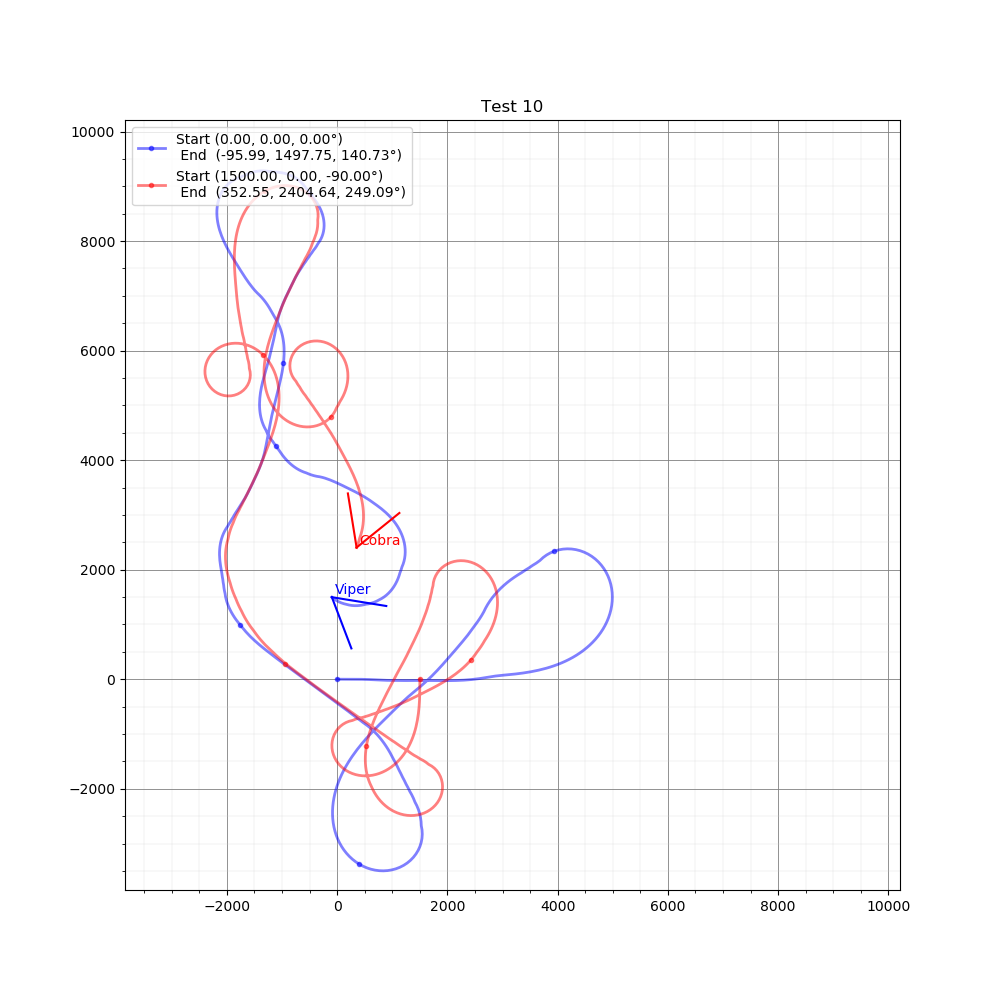 Test 10
Start (0.00, 0.00, 0.00°)
End (-95.99, 1497.75, 140.73°)
Start (1500.00, 0.00, -90.00°)
End (352.55, 2404.64, 249.09°)
10000
8000
6000
4000
2000
0
−2000
Cobra
Viper
−2000 0 2000 4000 6000 8000 10000